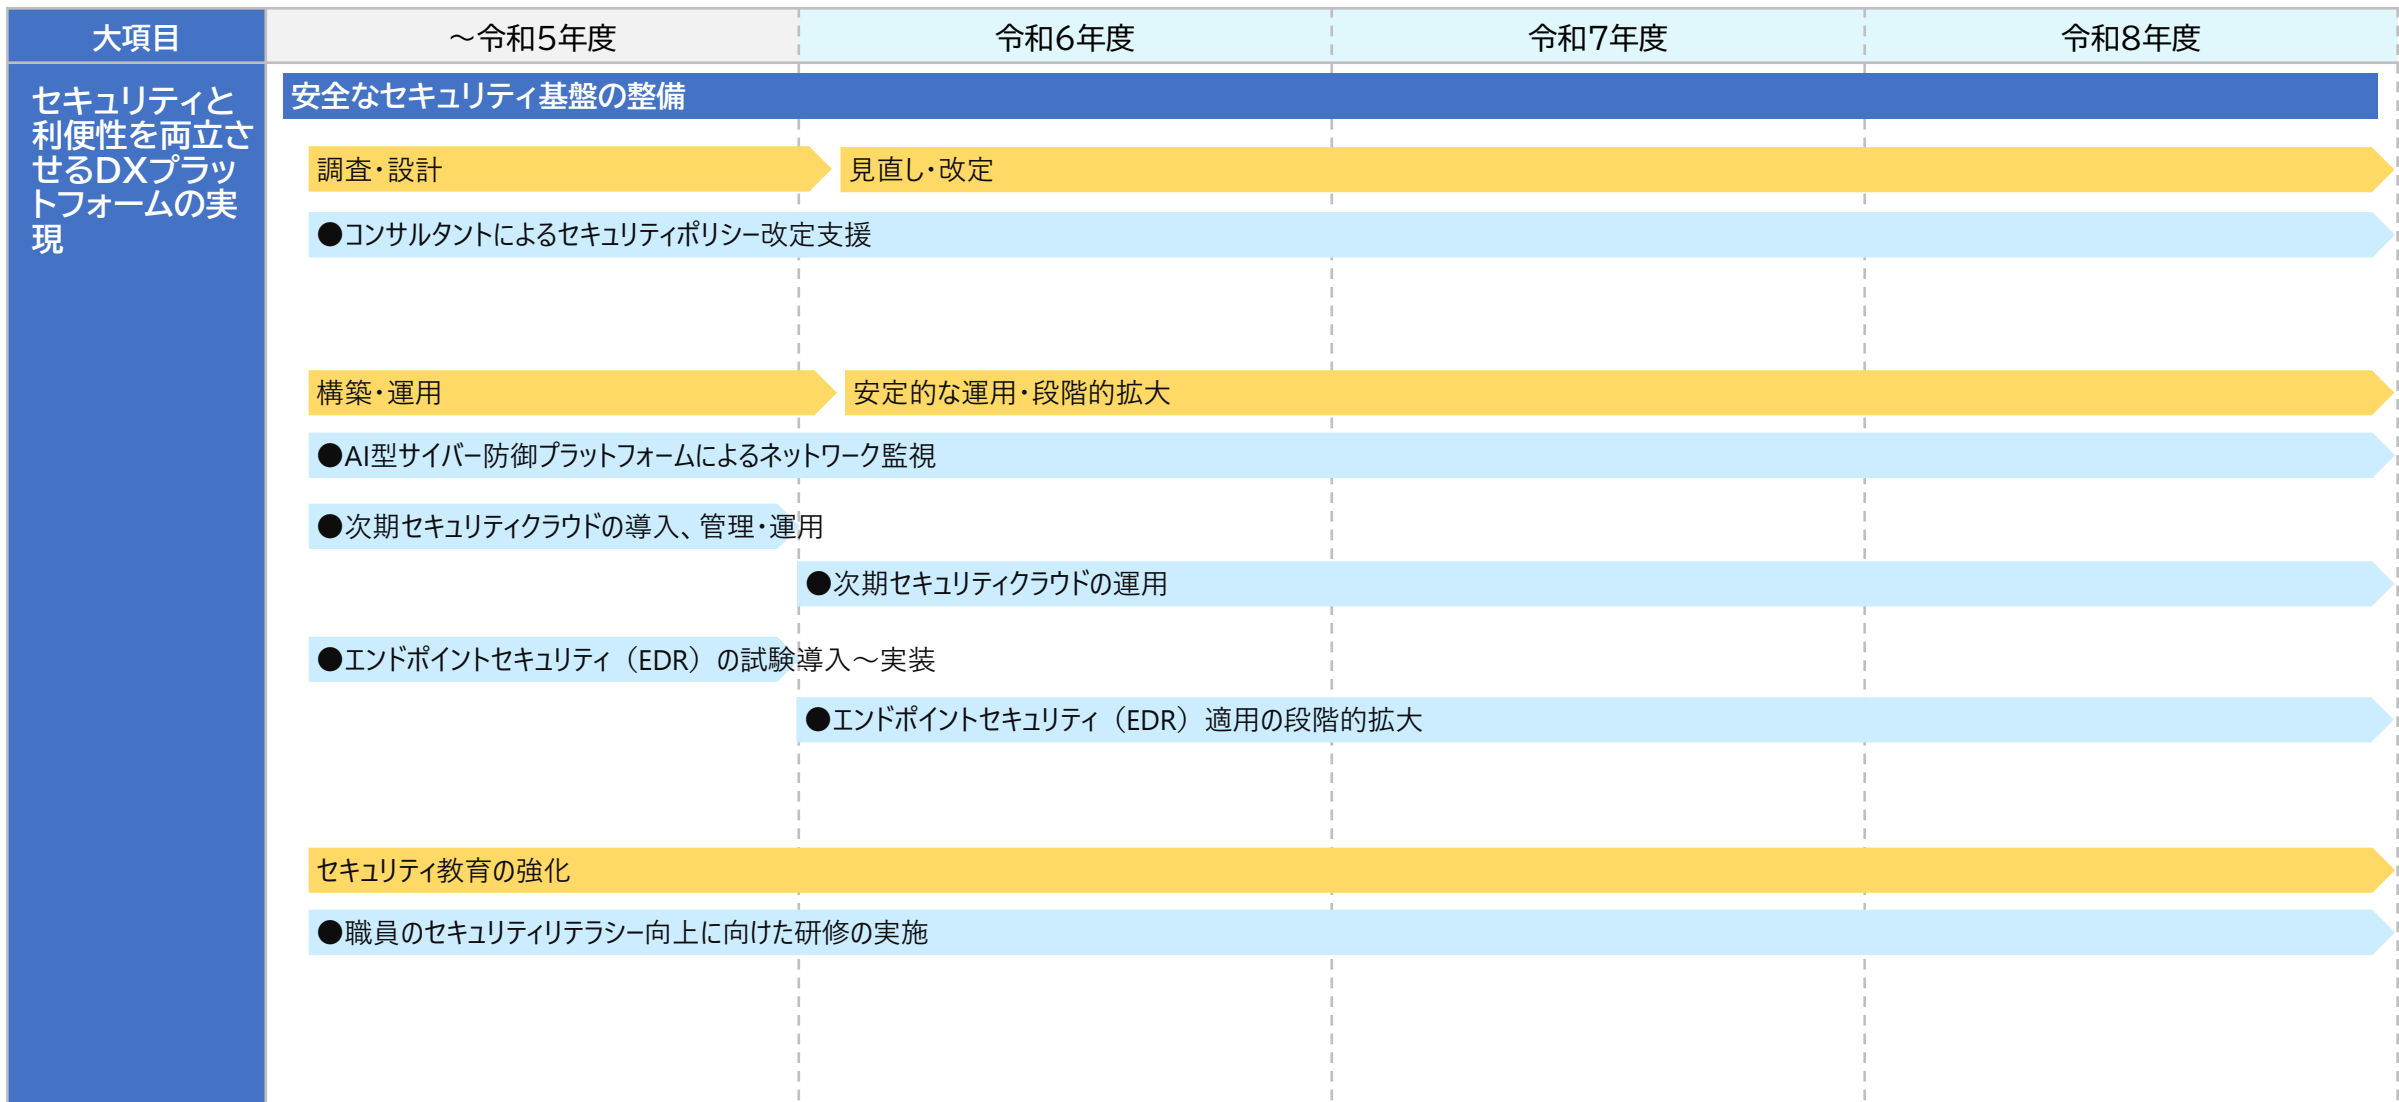 大項目
～令和5年度
令和6年度
令和7年度
令和8年度
セキュリティと
利便性を両立さ
せるDXプラッ
トフォームの実
現
安全なセキュリティ基盤の整備
調査・設計
見直し・改定
●コンサルタントによるセキュリティポリシー改定支援
構築・運用
安定的な運用・段階的拡大
●AI型サイバー防御プラットフォームによるネットワーク監視
●次期セキュリティクラウドの導入、管理・運用
●次期セキュリティクラウドの運用
●エンドポイントセキュリティ（EDR）の試験導入～実装
●エンドポイントセキュリティ（EDR）適用の段階的拡大
セキュリティ教育の強化
●職員のセキュリティリテラシー向上に向けた研修の実施